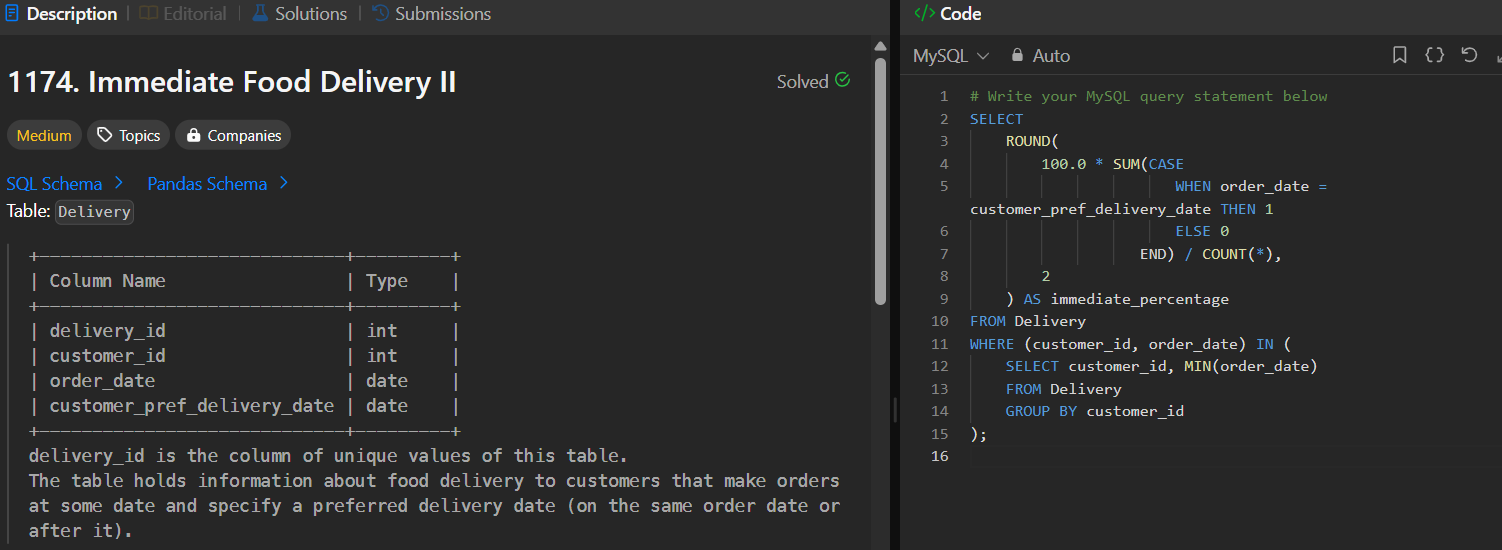 Description | Editorial | Solutions | Submissions
1174. Immediate Food Delivery II
Solved
Medium Topics Companies
SQL Schema > Pandas Schema >
Table: Delivery
+-----------------------------+---------+
| Column Name                 | Type    |
+-----------------------------+---------+
| delivery_id                 | int     |
| customer_id                 | int     |
| order_date                  | date    |
| customer_pref_delivery_date | date    |
+-----------------------------+---------+
delivery_id is the column of unique values of this table.
The table holds information about food delivery to customers that make orders
at some date and specify a preferred delivery date (on the same order date or
after it).
</> Code
MySQL Auto
1 # Write your MySQL query statement below
2 SELECT
3     ROUND(
4         100.0 * SUM(CASE
5                        WHEN order_date =
customer_pref_delivery_date THEN 1
6                        ELSE 0
7                    END) / COUNT(*),
8         2
9     ) AS immediate_percentage
10 FROM Delivery
11 WHERE (customer_id, order_date) IN (
12     SELECT customer_id, MIN(order_date)
13     FROM Delivery
14     GROUP BY customer_id
15 );
16